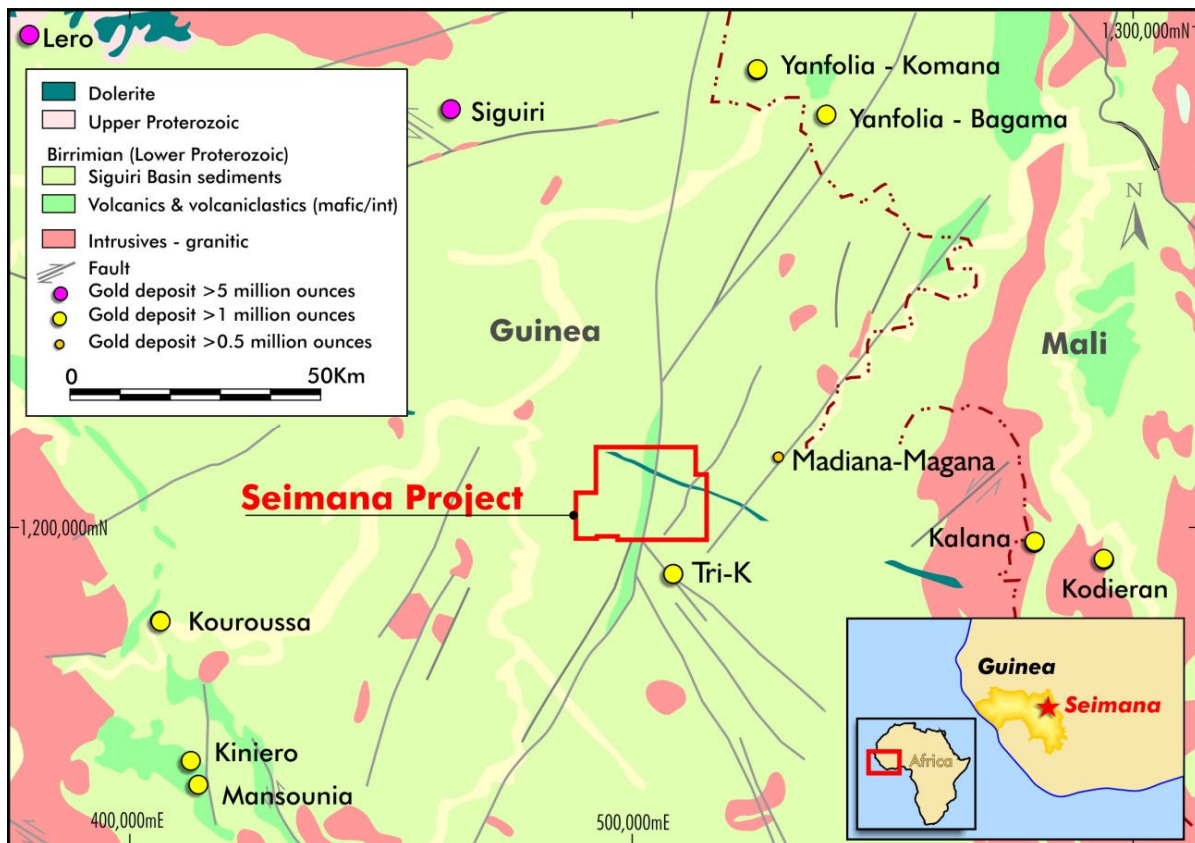 Lero
1,300,000mN
Dolerite
Upper Proterozoic
Birrimian (Lower Proterozoic)
Siguiri Basin sediments
Volcanics & volcaniclastics (mafic/int)
Intrusives - granitic
Fault
Gold deposit >5 million ounces
Gold deposit >1 million ounces
Gold deposit >0.5 million ounces
0 50Km
Siguiri
Yanfolia - Komana
Yanfolia - Bagama
N
Guinea
Mali
Madiana-Magana
Seimana Project
1,200,000mN
Kalana
Kodieran
Tri-K
Kouroussa
Kiniero
Mansounia
400,000mE
500,000mE
Guinea
Seimana
Africa